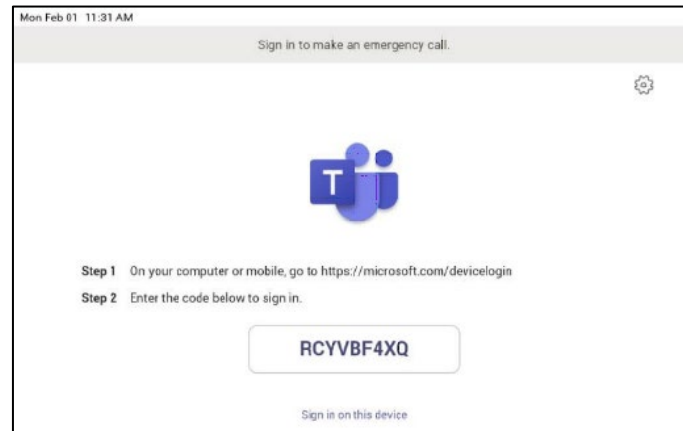 Mon Feb 01 11:31 AM
Sign in to make an emergency call.
T
Step 1 On your computer or mobile, go to https://microsoft.com/devicelogin
Step 2 Enter the code below to sign in.
RCYVBF4XQ
Sign in on this device